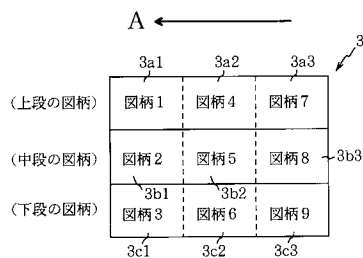 A
3
3a1 3a2 3a3
(上段の図柄) 図柄1 図柄4 図柄7
(中段の図柄) 図柄2 図柄5 図柄8 3b3
3b1 3b2
(下段の図柄) 図柄3 図柄6 図柄9
3c1 3c2 3c3